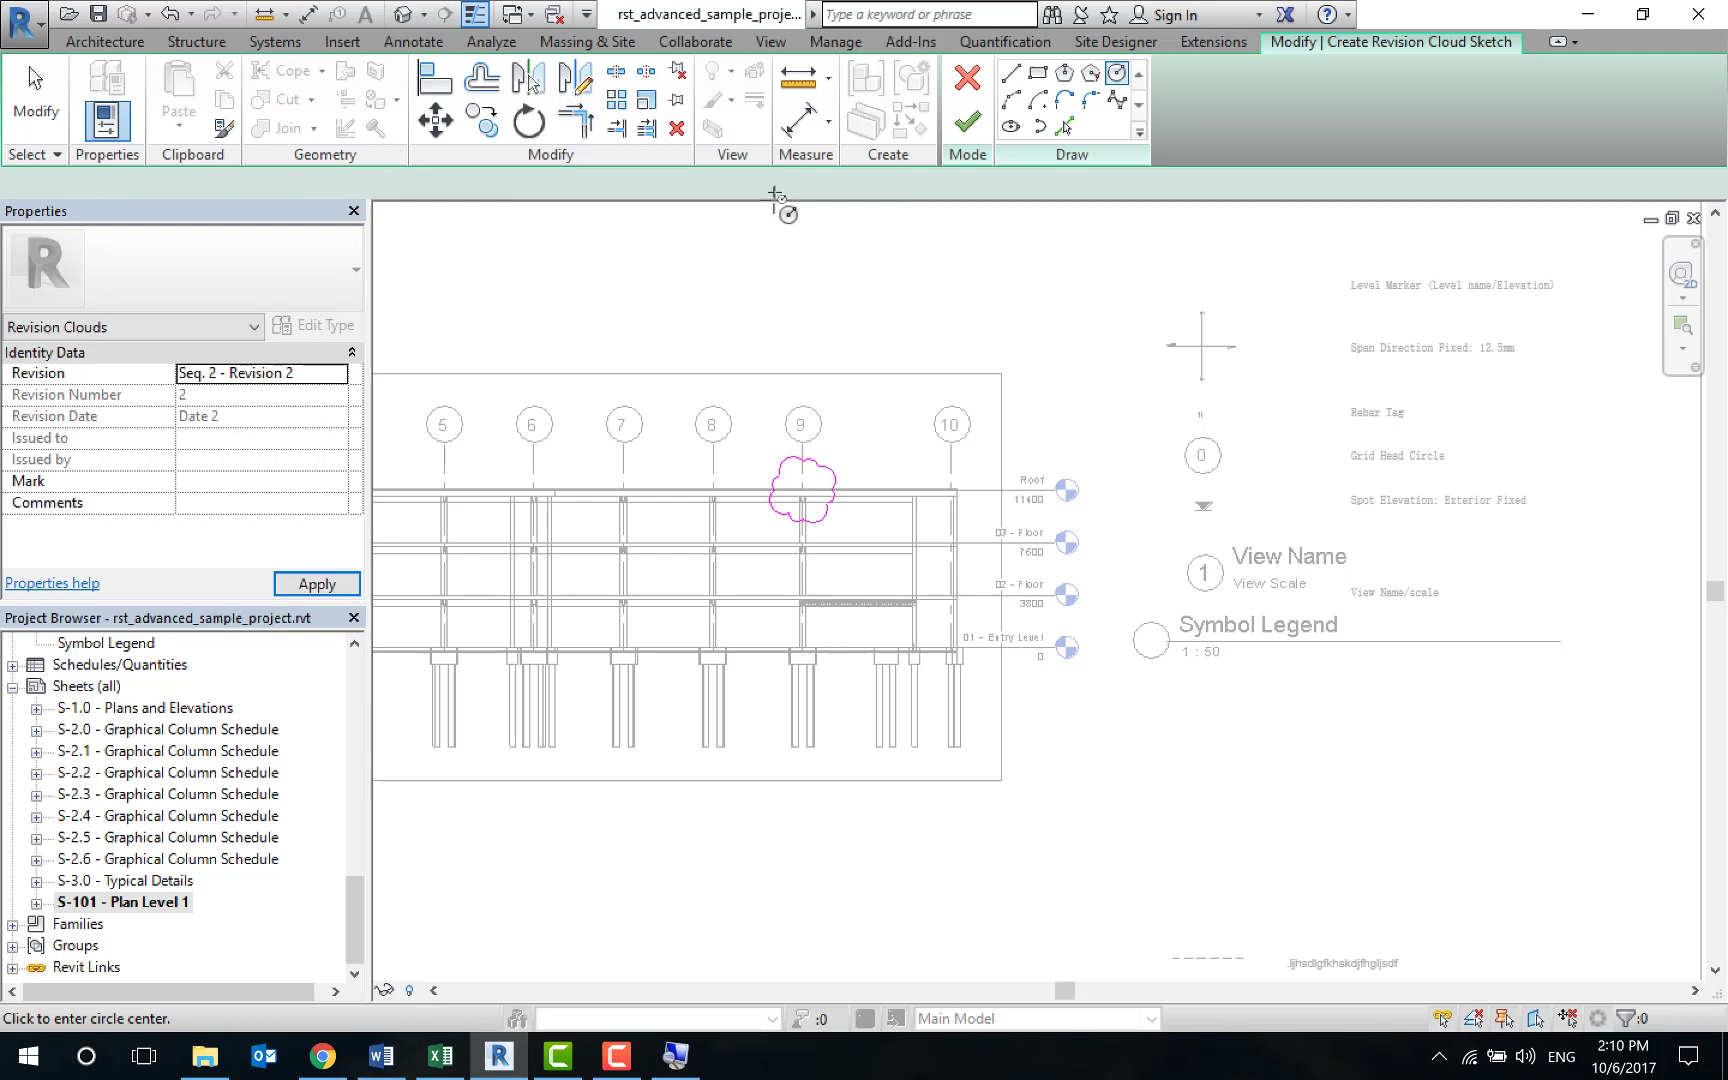 rst_advanced_sample_proje...
Type a keyword or phrase
Sign In
Architecture Structure Systems Insert Annotate Analyze Massing & Site Collaborate View Manage Add-Ins Quantification Site Designer Extensions Modify | Create Revision Cloud Sketch
Modify
Paste
Cope
Cut
Join
Select Properties Clipboard Geometry Modify View Measure Create Mode Draw
Properties
Revision Clouds
Edit Type
Identity Data
Revision Seq. 2 - Revision 2
Revision Number 2
Revision Date Date 2
Issued to
Issued by
Mark
Comments
Properties help
Apply
Project Browser - rst_advanced_sample_project.rvt
Symbol Legend
Schedules/Quantities
Sheets (all)
S-1.0 - Plans and Elevations
S-2.0 - Graphical Column Schedule
S-2.1 - Graphical Column Schedule
S-2.2 - Graphical Column Schedule
S-2.3 - Graphical Column Schedule
S-2.4 - Graphical Column Schedule
S-2.5 - Graphical Column Schedule
S-2.6 - Graphical Column Schedule
S-3.0 - Typical Details
S-101 - Plan Level 1
Families
Groups
Revit Links
5 6 7 8 9 10
Roof
11400
03 - Floor
7600
02 - Floor
3800
01 - Entry Level
0
2D
Level Marker (Level name/Elevation)
Span Direction Fixed: 12.5mm
Rebar Tag
0
Grid Head Circle
Spot Elevation: Exterior Fixed
1
View Name
View Scale
View Name/scale
Symbol Legend
1 : 50
Click to enter circle center.
:0
Main Model
:0
ENG
2:10 PM
10/6/2017